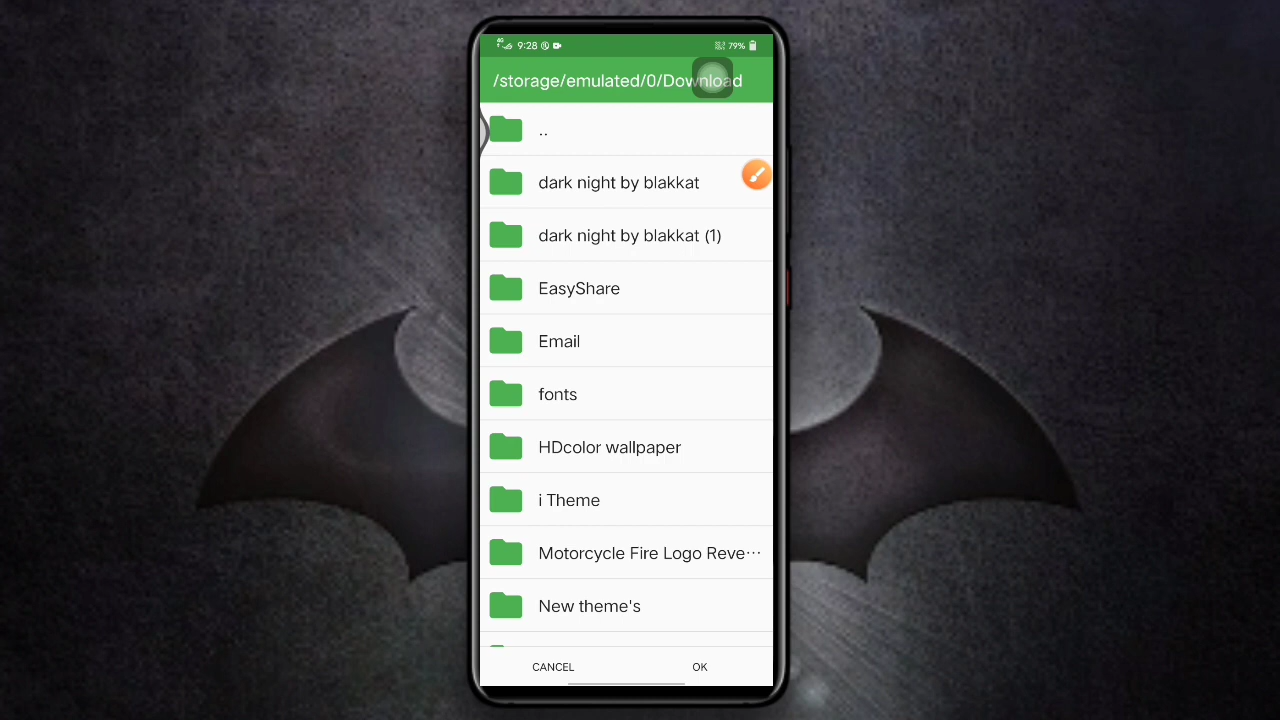 4G 9:28 79%
/storage/emulated/0/Download
..
dark night by blakkat
dark night by blakkat (1)
EasyShare
Email
fonts
HDcolor wallpaper
i Theme
Motorcycle Fire Logo Reve···
New theme's
CANCEL OK